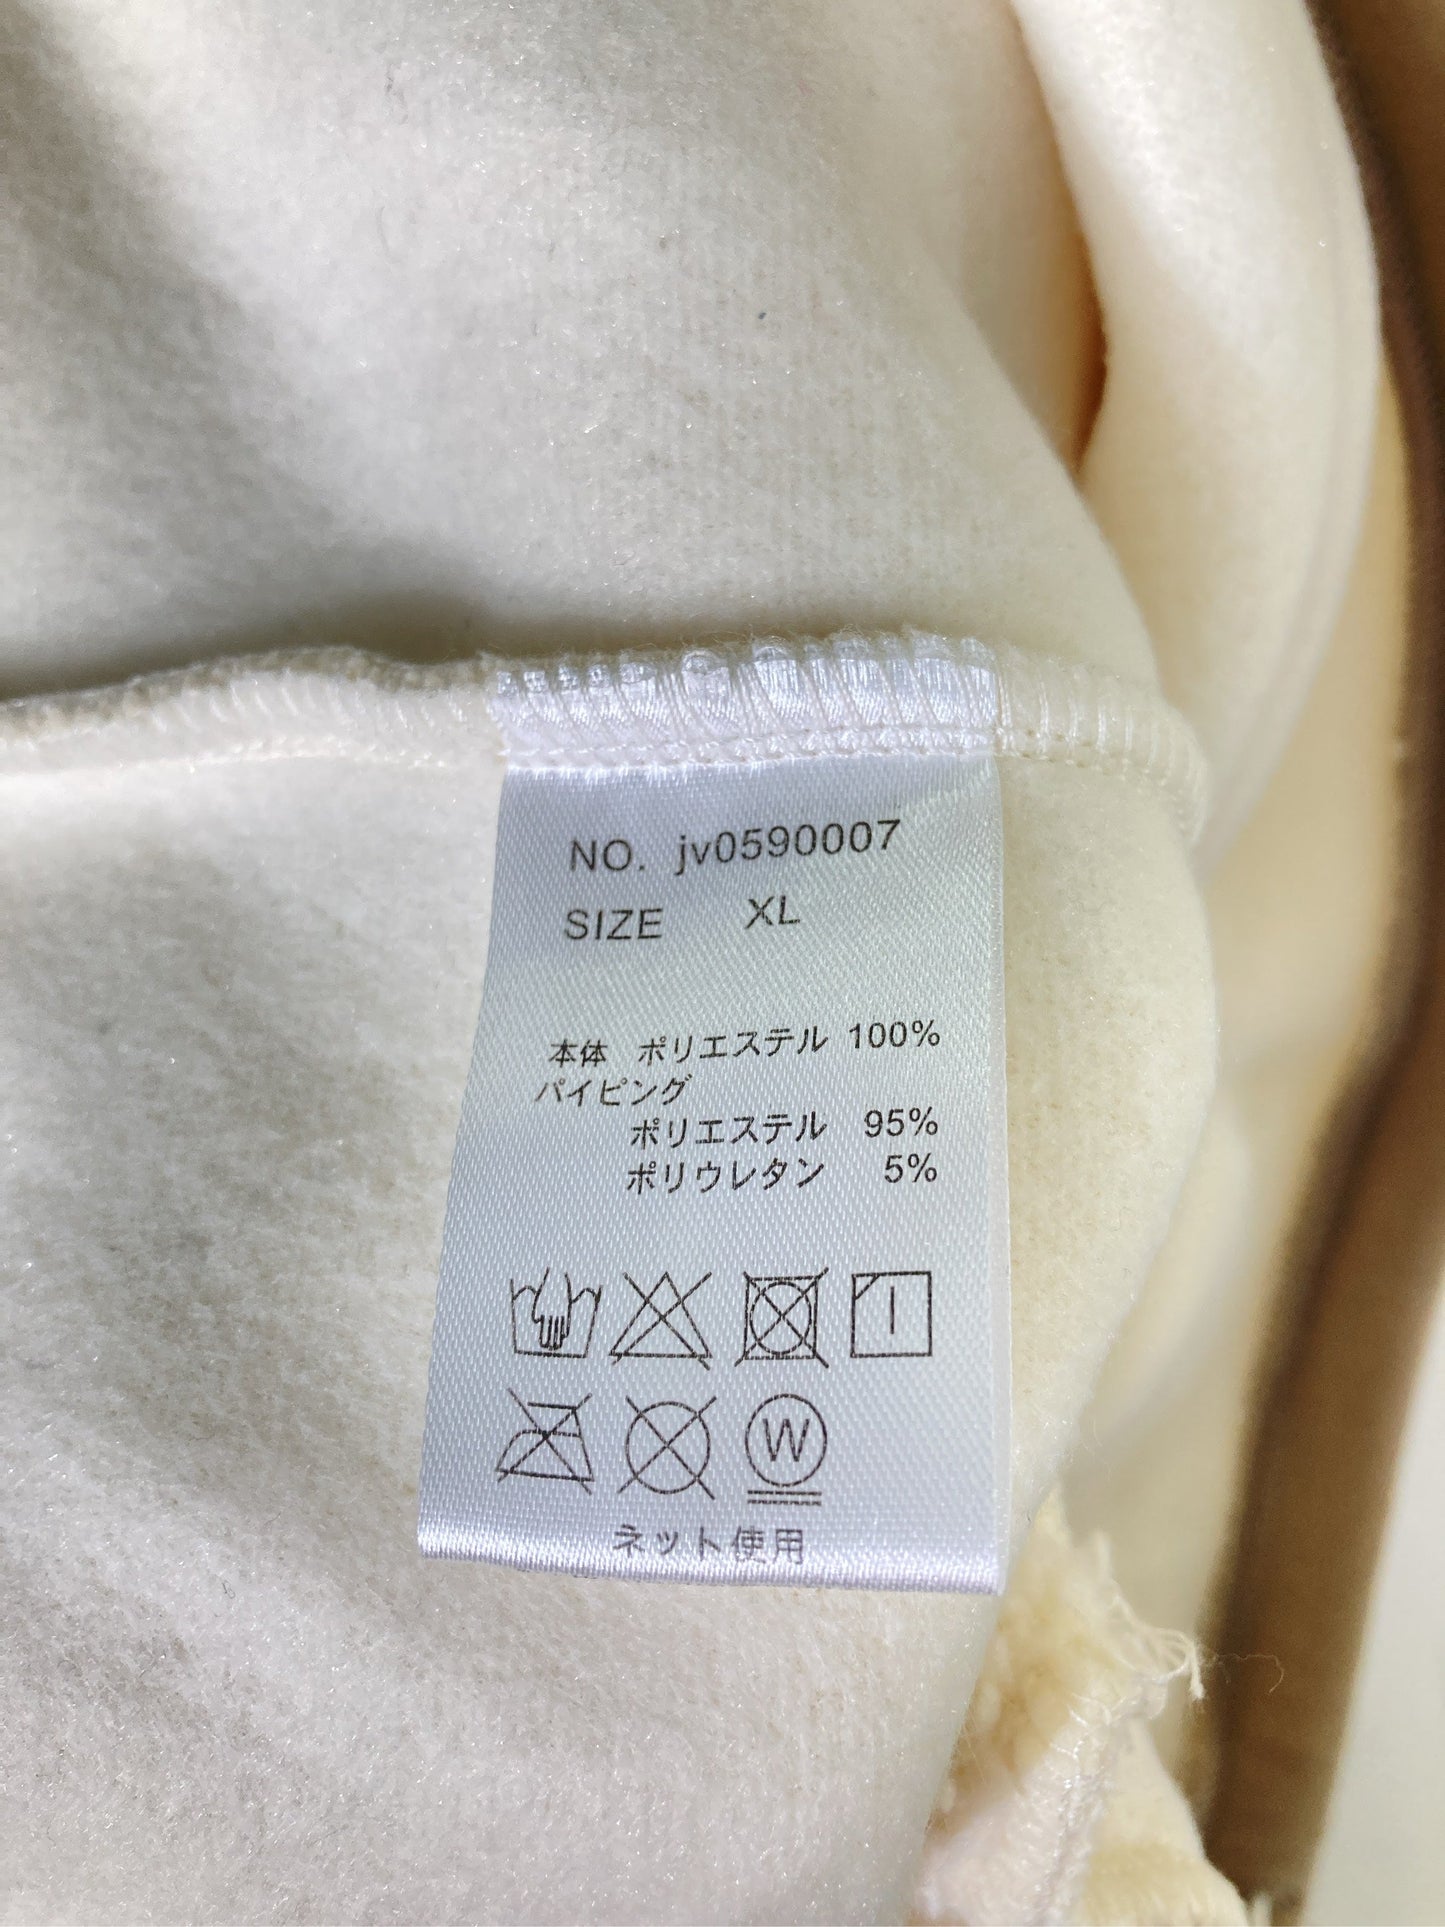 NO. jv0590007
SIZE XL
本体 ポリエステル 100%
パイピング
ポリエステル 95%
ポリウレタン 5%
W
ネット使用